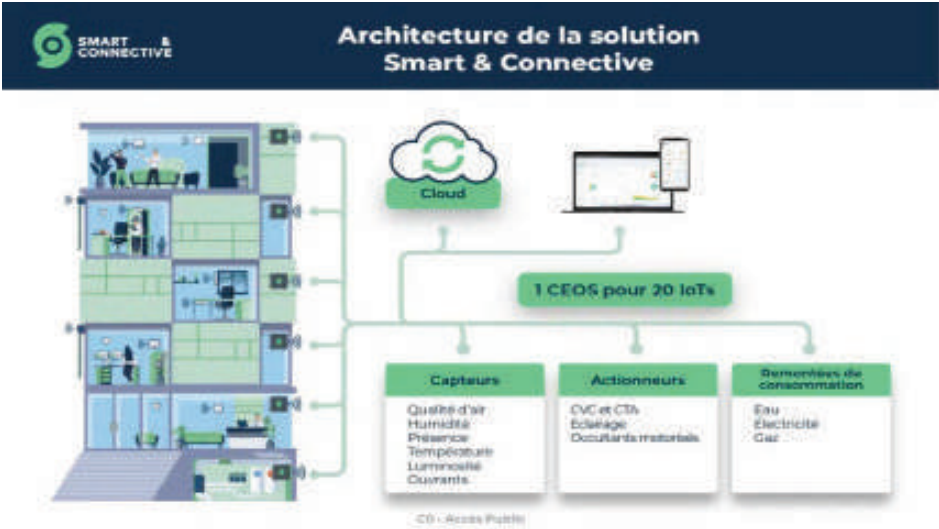 SMART &
CONNECTIVE
Architecture de la solution
Smart & Connective
Cloud
1 CEOS pour 20 IoTs
Capteurs
Qualité d'air
Humidité
Présence
Température
Luminosité
Ouvrants
Actionneurs
CVC et CTA
Eclairage
Occultants motorisés
Remontées de
consommation
Eau
Électricité
Gaz
C0 - Accès Public